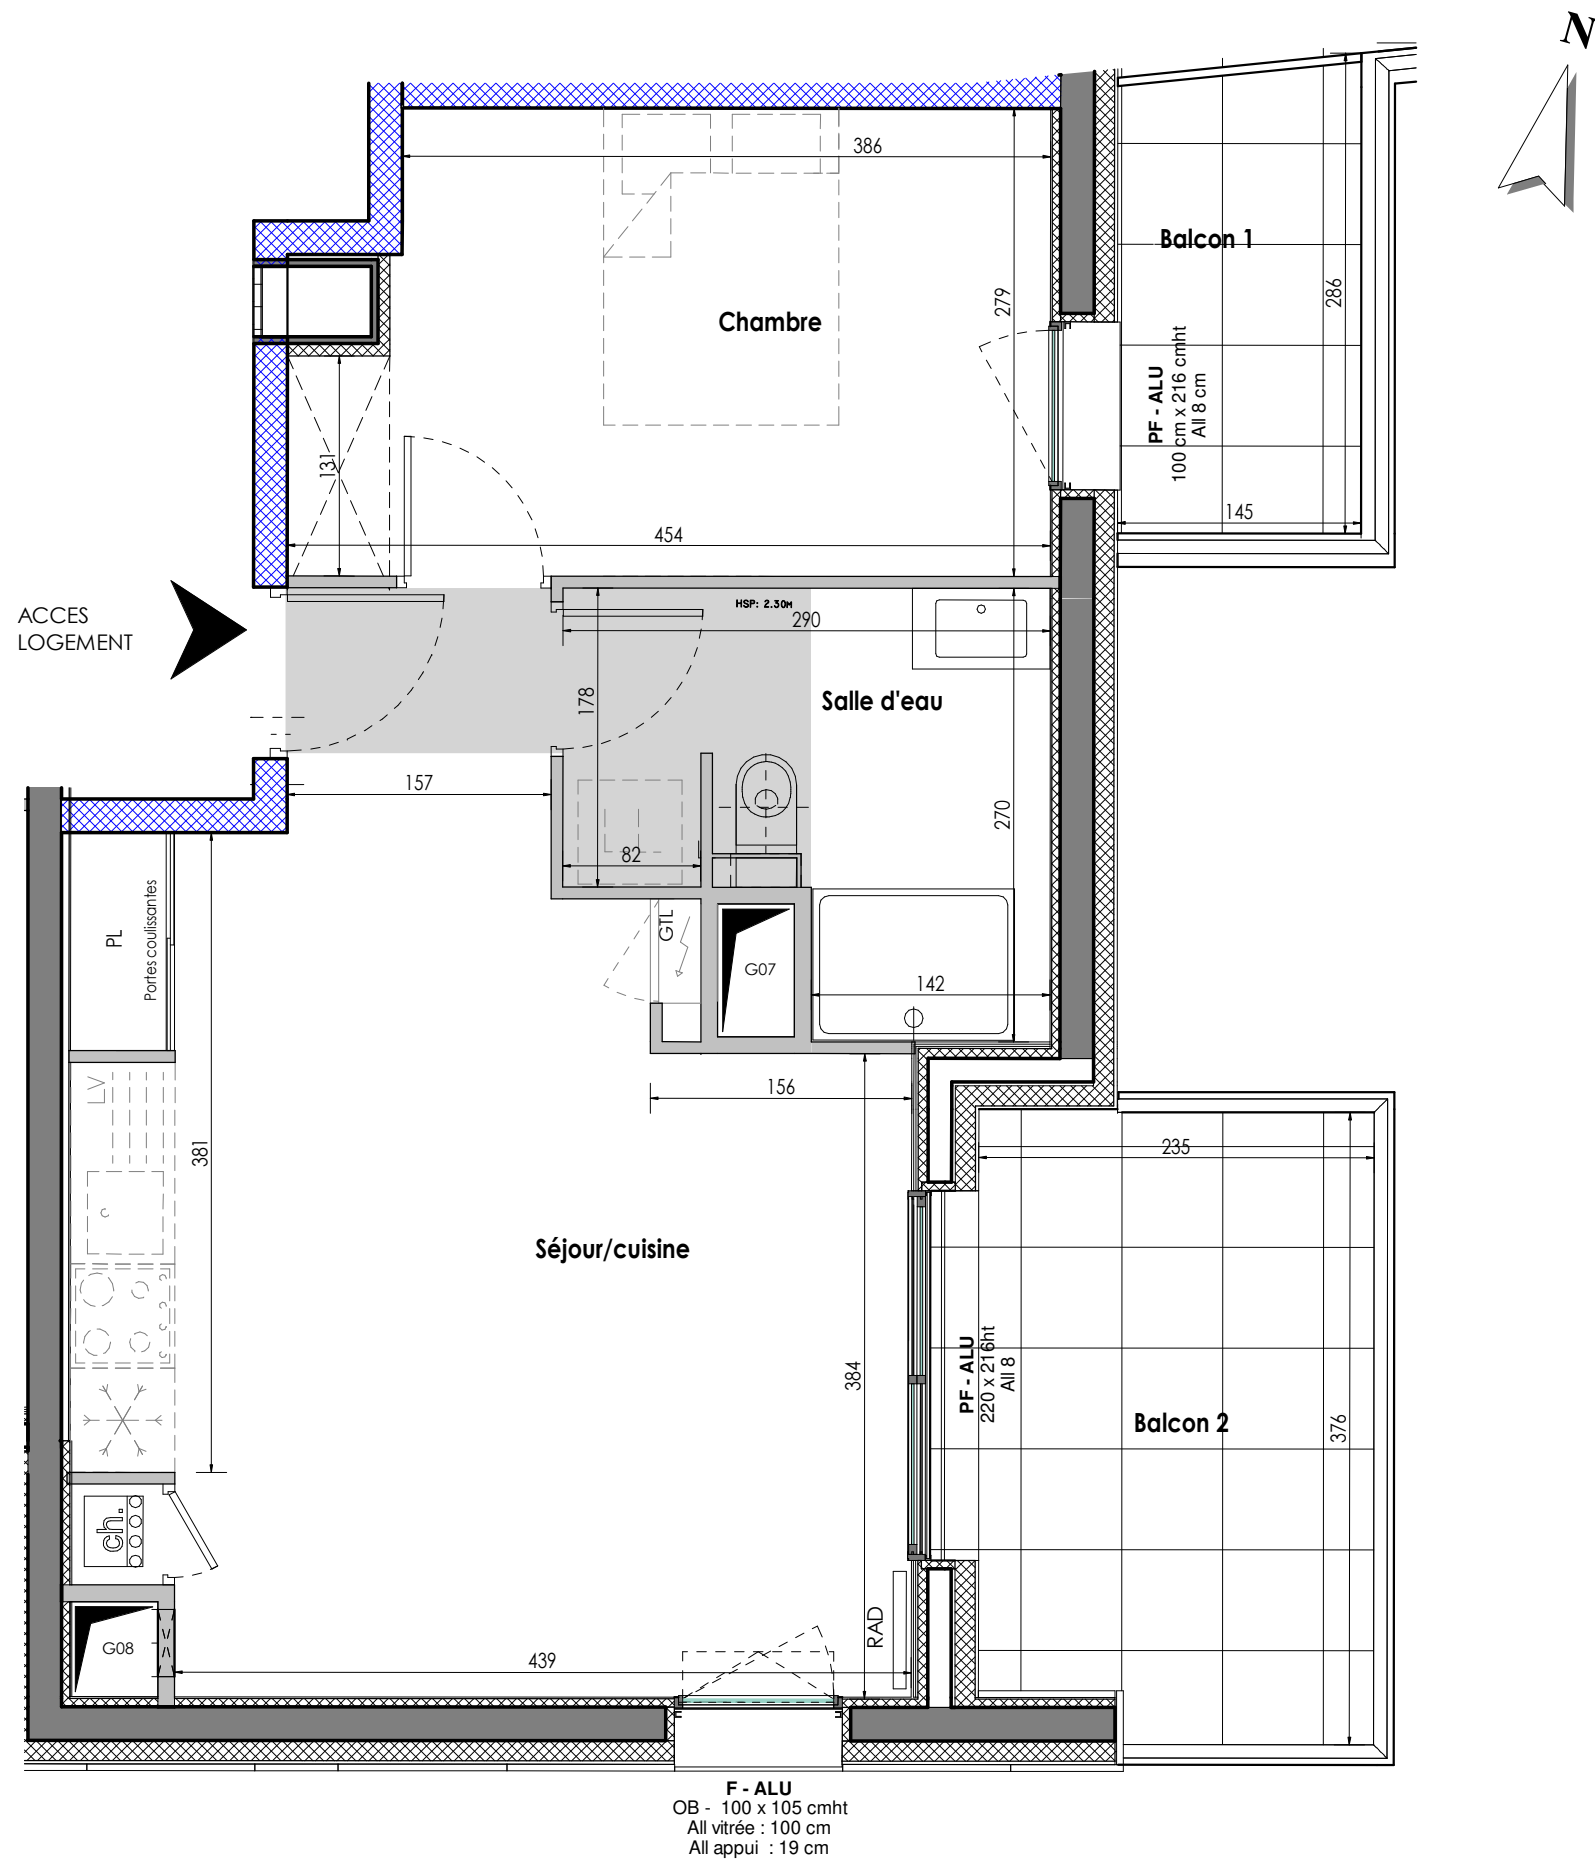 N
386
Balcon 1
286
279
Chambre
PF - ALU
100 cm x 216 cmht
All 8 cm
131
145
454
ACCES
LOGEMENT
HSP: 2.30M
290
178
Salle d'eau
157
270
82
PL
Portes coulissantes
GTL
G07
142
LV
156
381
235
Séjour/cuisine
384
PF - ALU
220 x 216ht
All 8
Balcon 2
376
ch.
RAD
G08
439
F - ALU
OB - 100 x 105 cmht
All vitrée : 100 cm
All appui : 19 cm